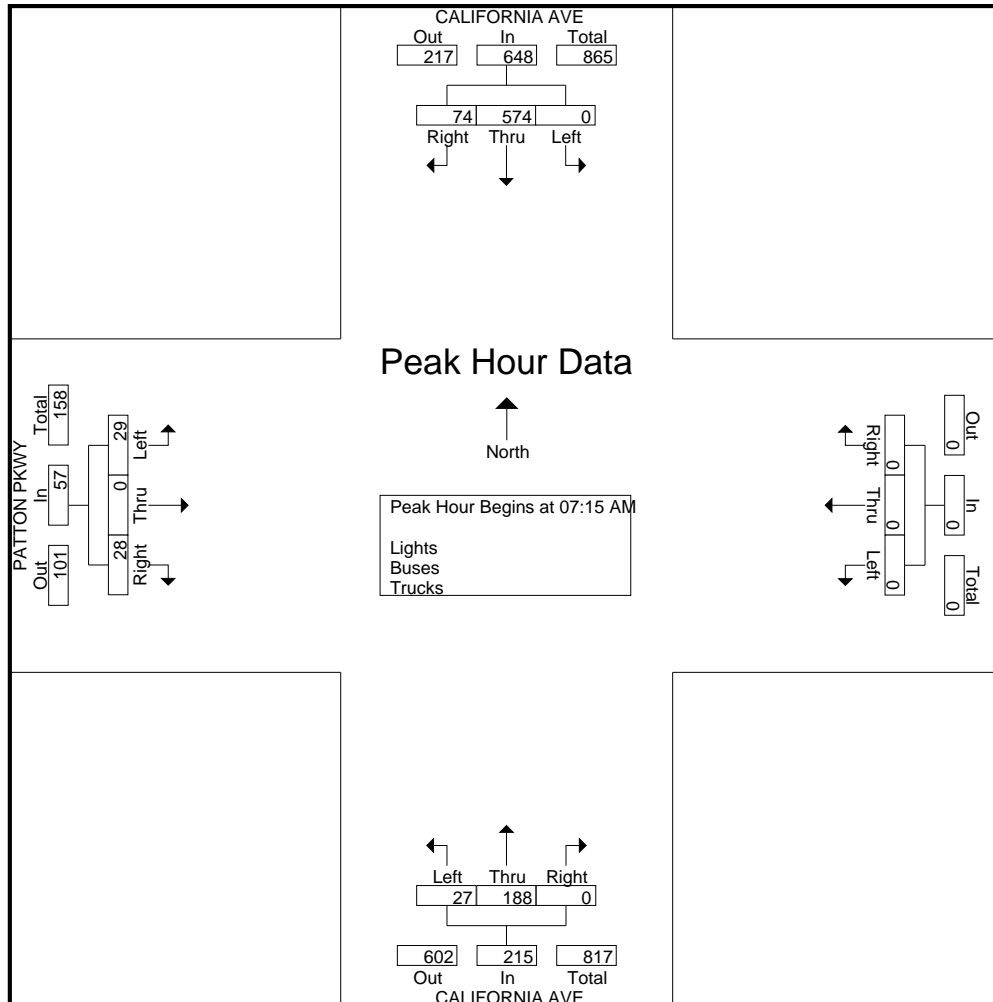 CALIFORNIA AVE
Out In Total
217 648 865
74 574 0
Right Thru Left
Peak Hour Data
North
Peak Hour Begins at 07:15 AM
Lights
Buses
Trucks
PATTON PKWY
Out In Total
101 57 158
Right Thru Left
28 0 29
Out In Total
0 0 0
Right Thru Left
0 0 0
Left Thru Right
27 188 0
602 215 817
Out In Total
CALIFORNIA AVE